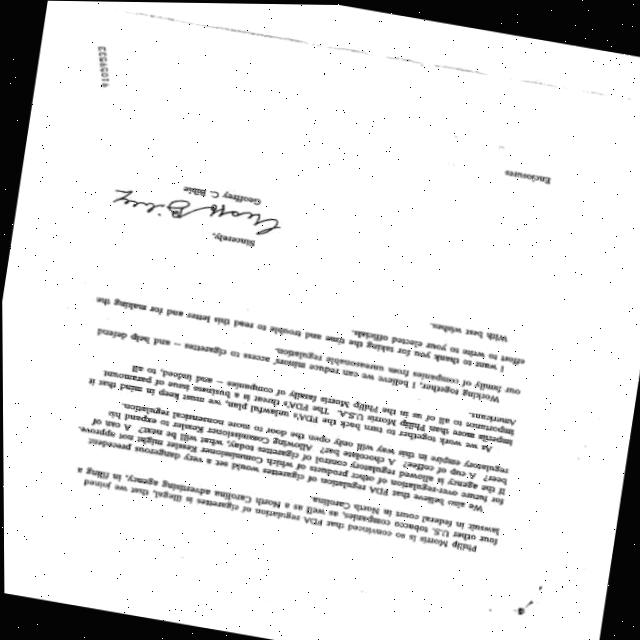 Philip Morris is so convinced that FDA regulation of cigarettes is illegal, that we joined
four other U.S. tobacco companies, as well as a North Carolina advertising agency, in filing a
lawsuit in federal court in North Carolina.
We also believe that FDA regulation of cigarettes would set a very dangerous precedent
for future over-regulation of other products of which Commissioner Kessler might not approve.
If the agency is allowed regulatory control of cigarettes today, what will be next? A can of
beer? A cup of coffee? A chocolate bar? Allowing Commissioner Kessler to expand his
regulatory empire in this way will only open the door to more nonsensical regulation.
As we work together to turn back the FDA's unlawful plan, we must keep in mind that it
imperils more than Philip Morris U.S.A. The FDA's threat is a business issue of paramount
importance to all of us in the Philip Morris family of companies -- and indeed, to all
Americans.
Working together, I believe we can reduce minors' access to cigarettes -- and help defend
our family of companies from unreasonable regulation.
I want to thank you for taking the time and trouble to read this letter and for making the
effort to write to your elected officials.
With best wishes.
Sincerely,
Geoffrey C. Bible
Enclosures